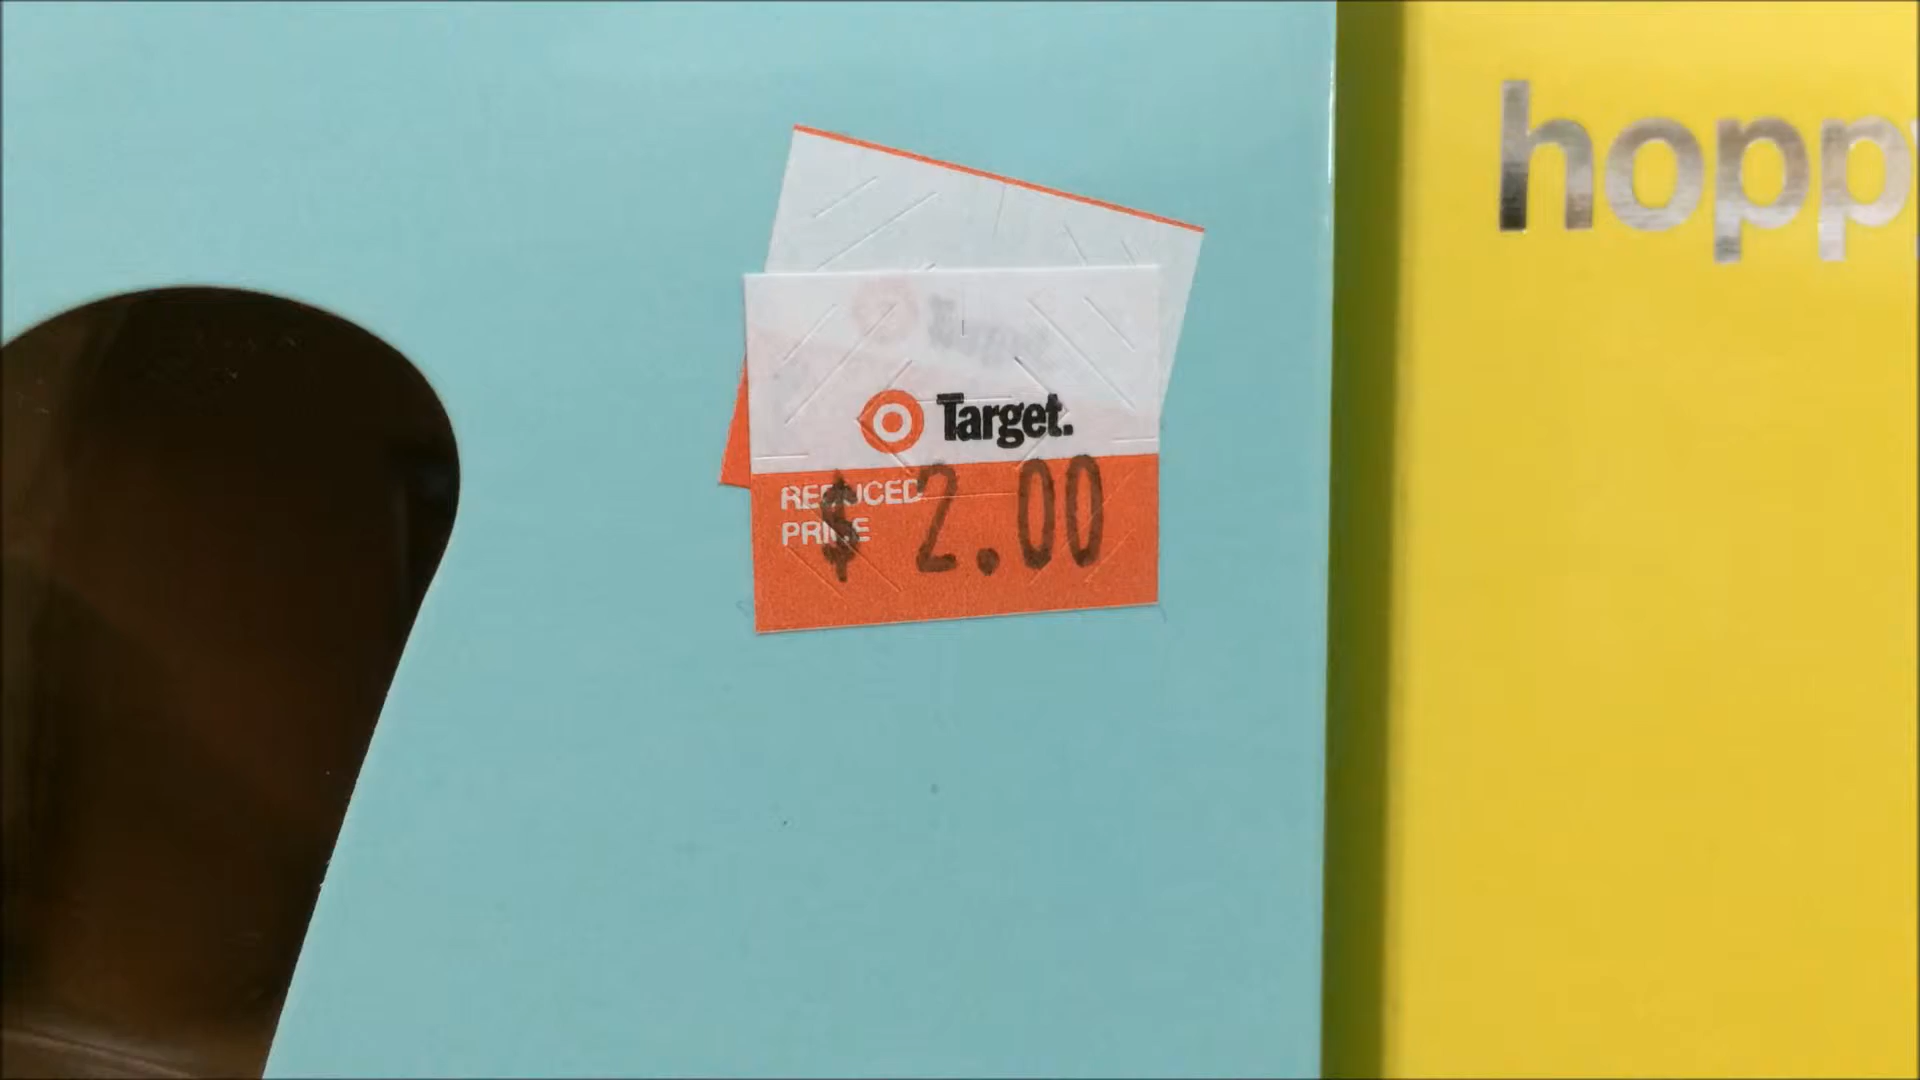 hopp
Target.
REDUCED
PRICE
$ 2.00